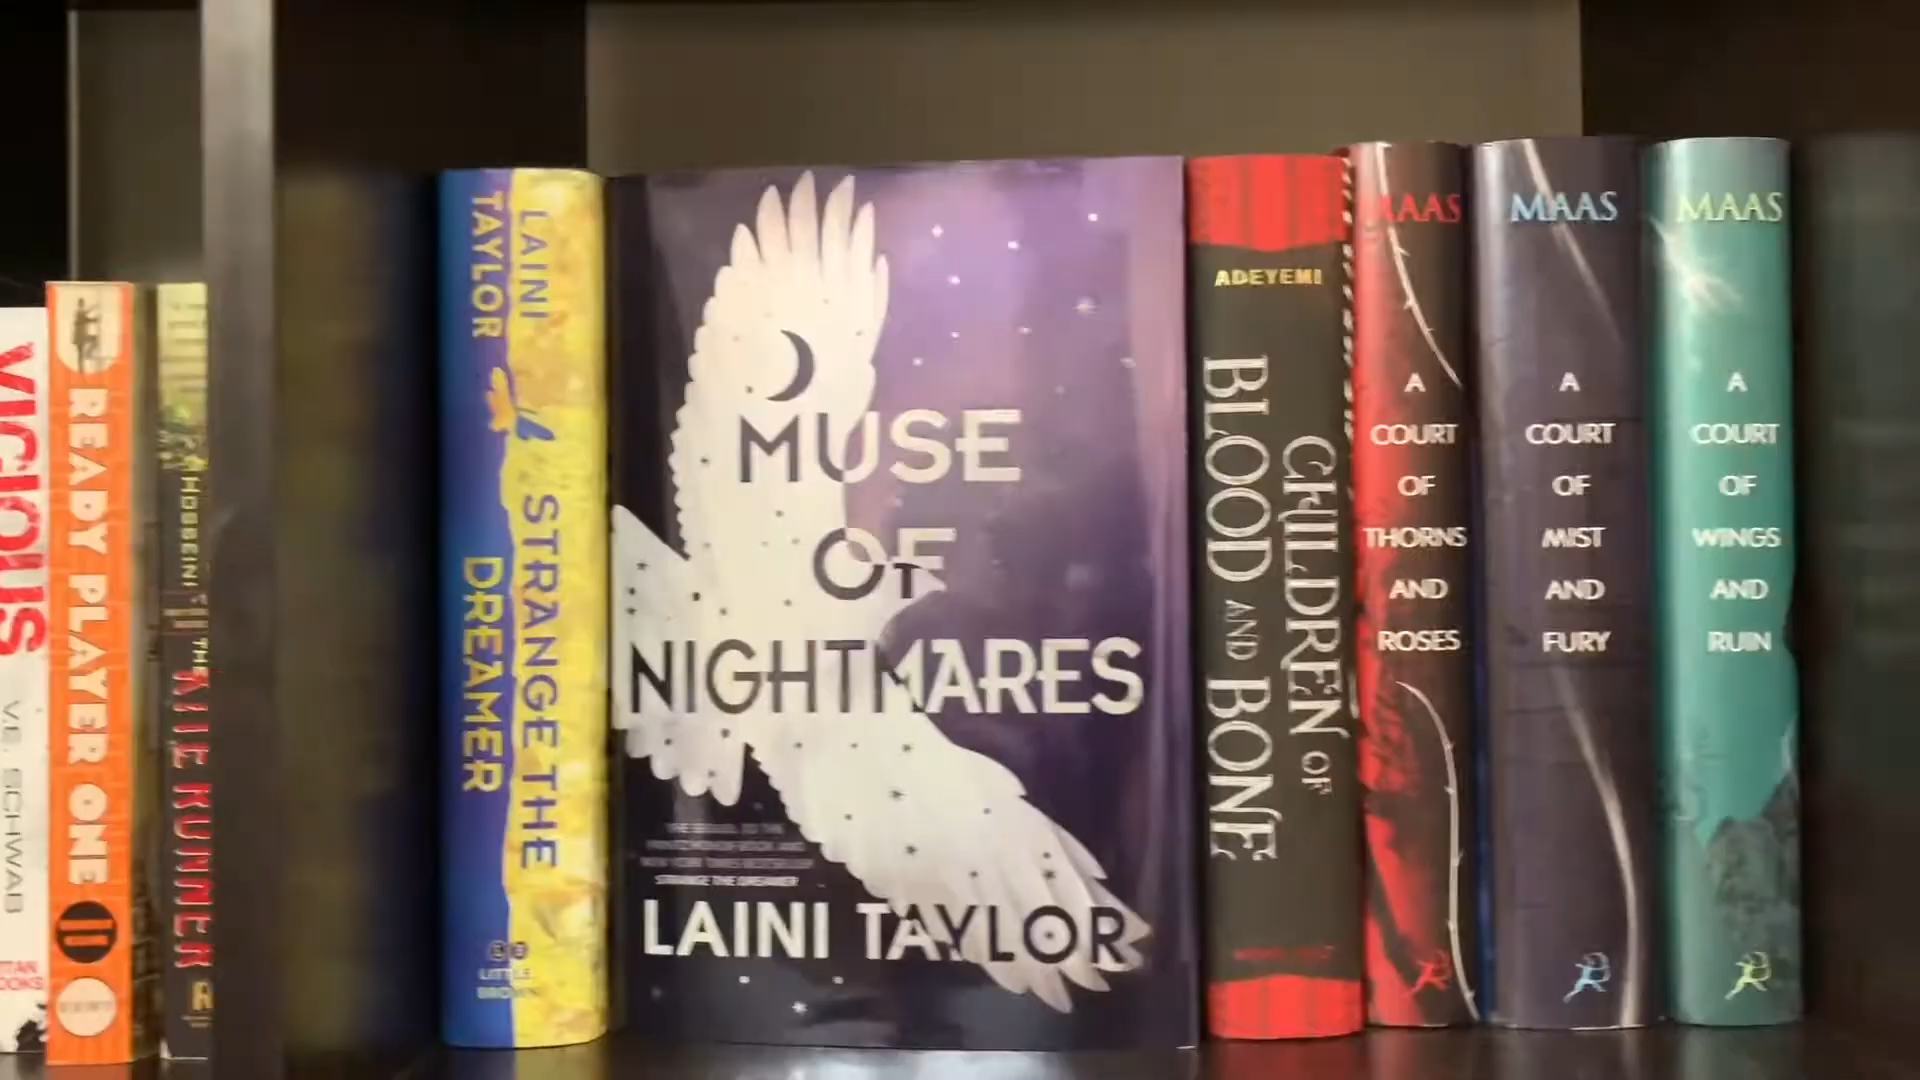 VICIOUS
V.E. SCHWAB
READY PLAYER ONE
HOSSEINI
THE
KITE RUNNER
LAINI
TAYLOR
STRANGE THE
DREAMER
LITTLE
BROWN
MUSE
OF
NIGHTMARES
STRANGE THE DREAMER
LAINI TAYLOR
ADEYEMI
CHILDREN OF
BLOOD AND BONE
MAAS
A
COURT
OF
THORNS
AND
ROSES
MAAS
A
COURT
OF
MIST
AND
FURY
MAAS
A
COURT
OF
WINGS
AND
RUIN